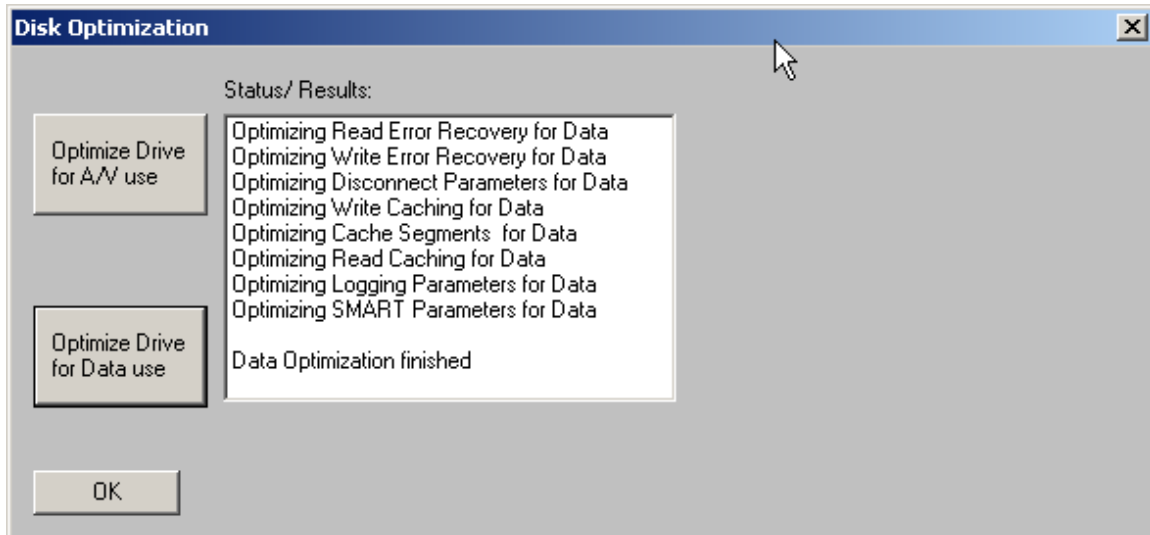 Disk Optimization
Status/ Results:
Optimize Drive
for A/V use
Optimizing Read Error Recovery for Data
Optimizing Write Error Recovery for Data
Optimizing Disconnect Parameters for Data
Optimizing Write Caching for Data
Optimizing Cache Segments  for Data
Optimizing Read Caching for Data
Optimizing Logging Parameters for Data
Optimizing SMART Parameters for Data
Data Optimization finished
Optimize Drive
for Data use
OK